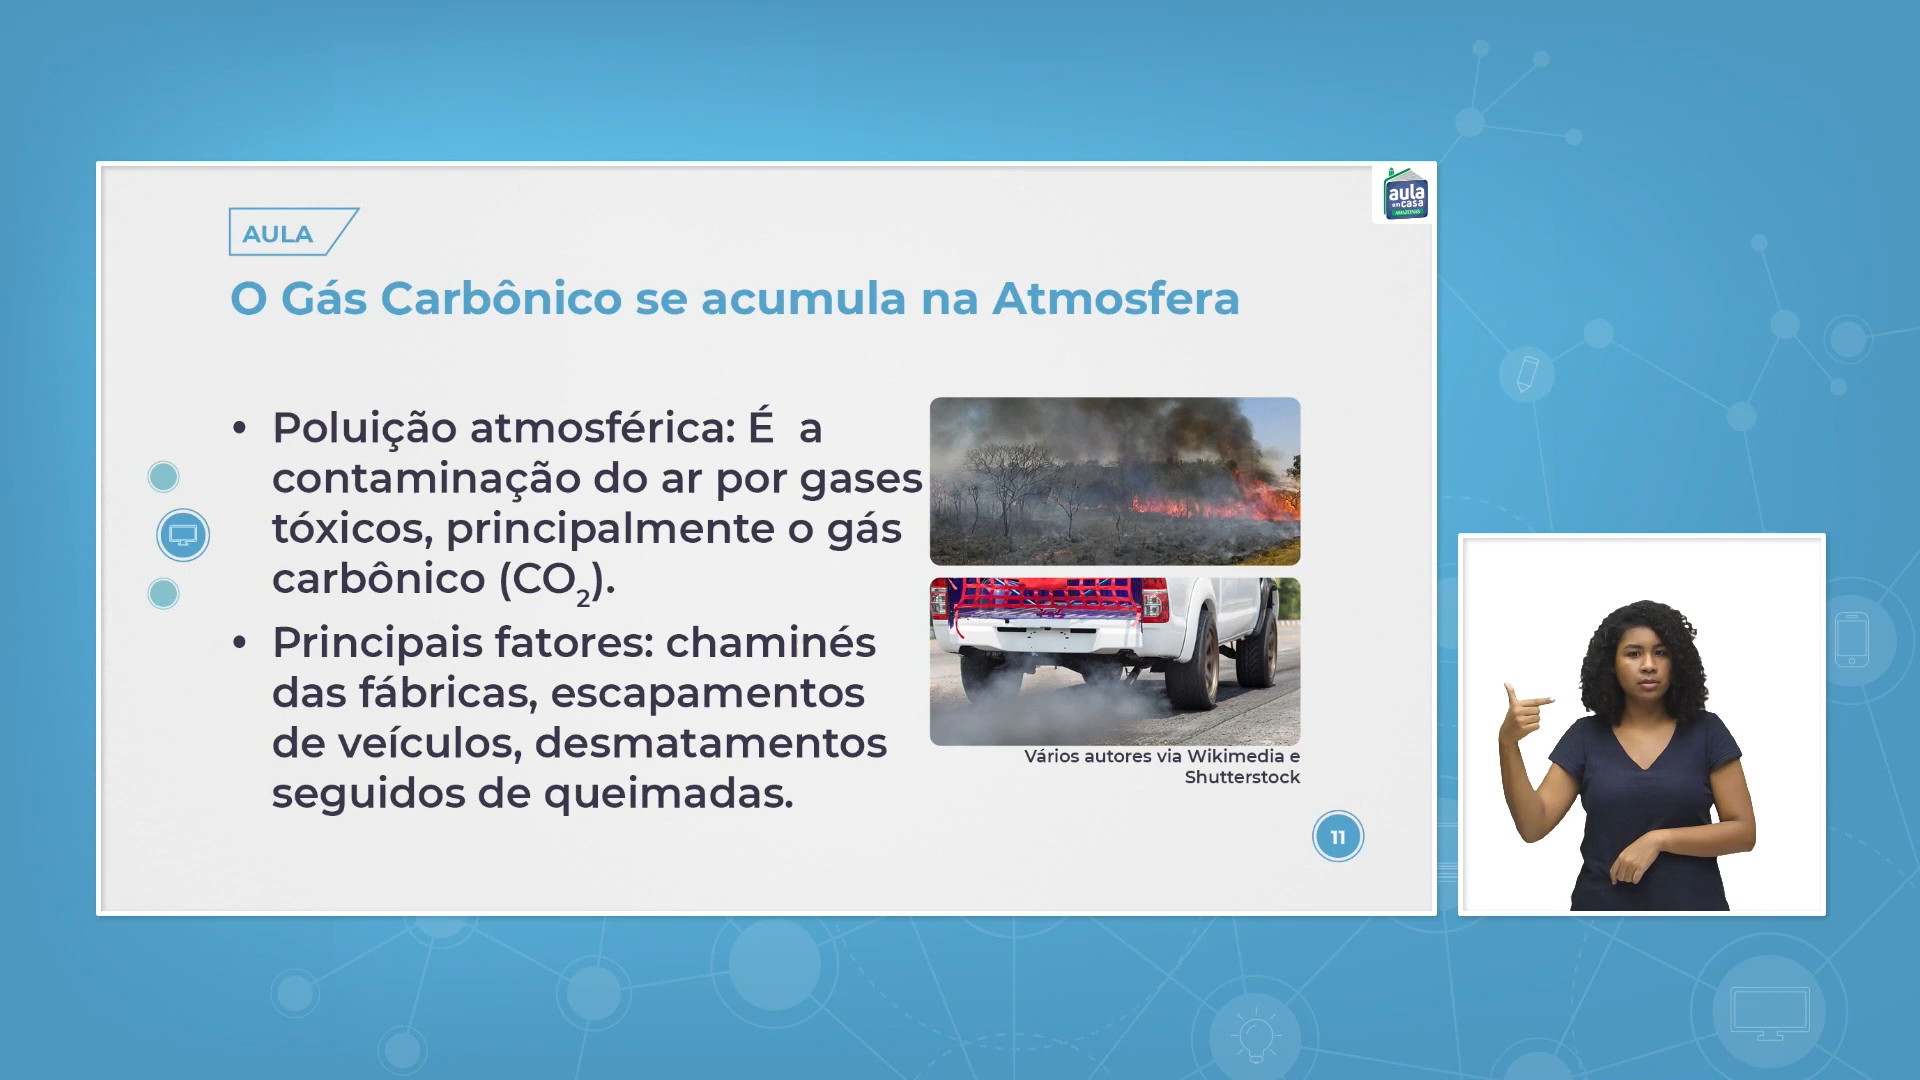 aula
em casa
AMAZONAS
AULA
O Gás Carbônico se acumula na Atmosfera
• Poluição atmosférica: É  a
contaminação do ar por gases
tóxicos, principalmente o gás
carbônico (CO₂).
• Principais fatores: chaminés
das fábricas, escapamentos
de veículos, desmatamentos
seguidos de queimadas.
Vários autores via Wikimedia e
Shutterstock
11